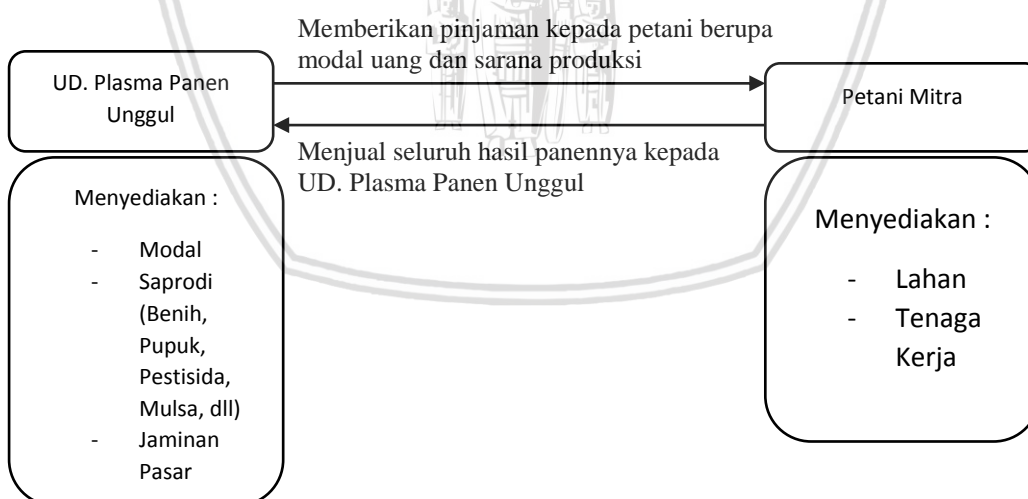 Memberikan pinjaman kepada petani berupa
modal uang dan sarana produksi
UD. Plasma Panen
Unggul
Petani Mitra
Menjual seluruh hasil panennya kepada
UD. Plasma Panen Unggul
Menyediakan :
- Modal
- Saprodi
(Benih,
Pupuk,
Pestisida,
Mulsa, dll)
- Jaminan
Pasar
Menyediakan :
- Lahan
- Tenaga
Kerja